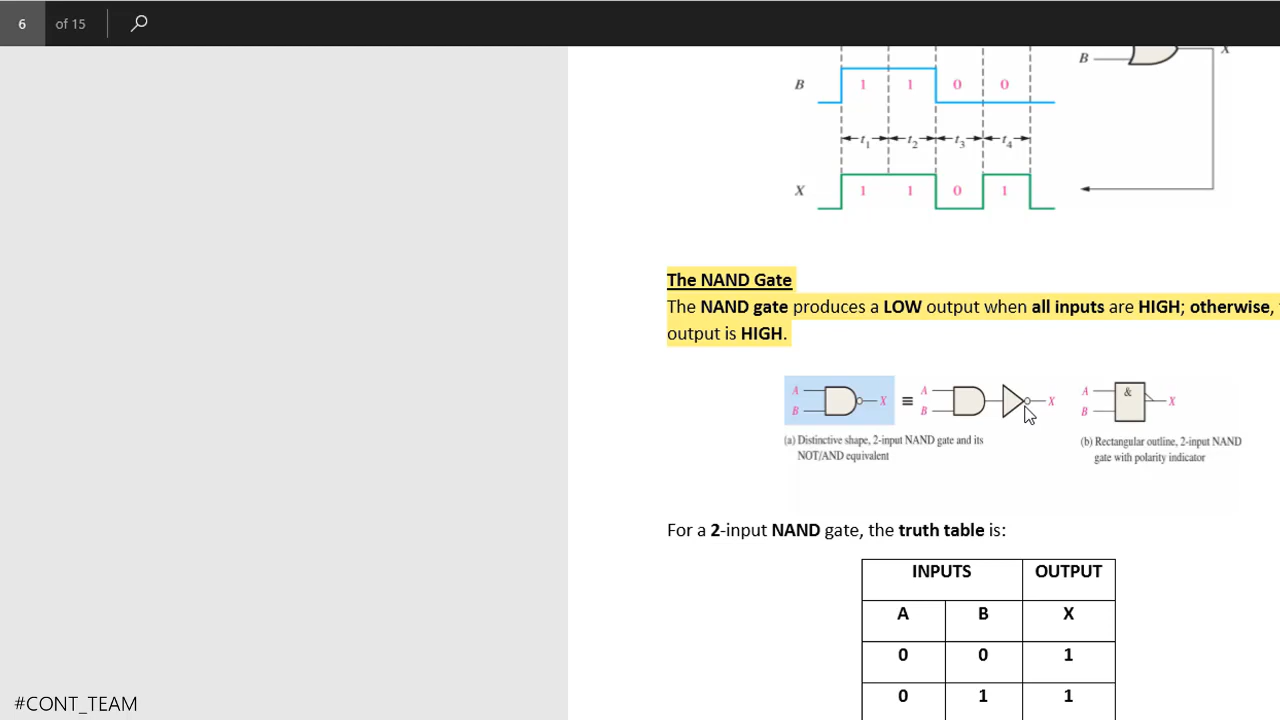 6 of 15
X
B
B 1 1 0 0
t1 t2 t3 t4
X 1 1 0 1
The NAND Gate
The NAND gate produces a LOW output when all inputs are HIGH; otherwise,
output is HIGH.
A A A &
X ≡ X X
B B B
(a) Distinctive shape, 2-input NAND gate and its
NOT/AND equivalent
(b) Rectangular outline, 2-input NAND
gate with polarity indicator
For a 2-input NAND gate, the truth table is:
INPUTS OUTPUT
A B X
0 0 1
0 1 1
#CONT_TEAM